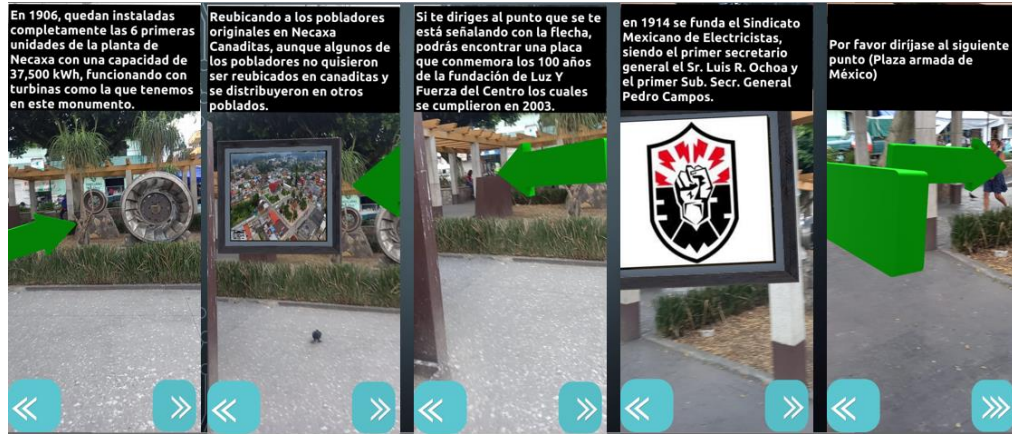 En 1906, quedan instaladas
completamente las 6 primeras
unidades de la planta de
Necaxa con una capacidad de
37,500 kWh, funcionando con
turbinas como la que tenemos
en este monumento.
Reubicando a los pobladores
originales en Necaxa
Canaditas, aunque algunos de
los pobladores no quisieron
ser reubicados en canaditas y
se distribuyeron en otros
poblados.
Si te diriges al punto que se te
está señalando con la flecha,
podrás encontrar una placa
que conmemora los 100 años
de la fundación de Luz Y
Fuerza del Centro los cuales
se cumplieron en 2003.
en 1914 se funda el Sindicato
Mexicano de Electricistas,
siendo el primer secretario
general el Sr. Luis R. Ochoa y
el primer Sub. Secr. General
Pedro Campos.
Por favor diríjase al siguiente
punto (Plaza armada de
México)